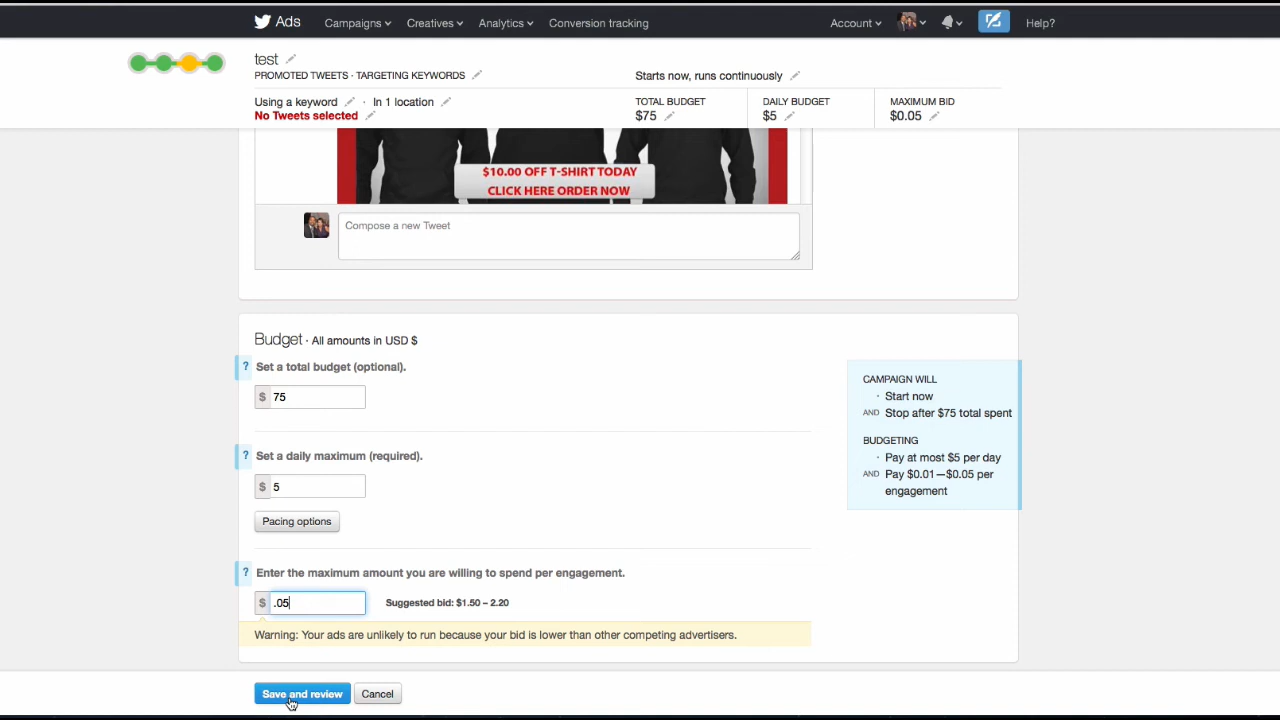 Ads Campaigns Creatives Analytics Conversion tracking Account Help?
test
PROMOTED TWEETS · TARGETING KEYWORDS
Starts now, runs continuously
Using a keyword · In 1 location
No Tweets selected
TOTAL BUDGET
$75
DAILY BUDGET
$5
MAXIMUM BID
$0.05
$10.00 OFF T-SHIRT TODAY
CLICK HERE ORDER NOW
Compose a new Tweet
Budget · All amounts in USD $
? Set a total budget (optional).
$ 75
? Set a daily maximum (required).
$ 5
Pacing options
? Enter the maximum amount you are willing to spend per engagement.
$ .05 Suggested bid: $1.50 – 2.20
Warning: Your ads are unlikely to run because your bid is lower than other competing advertisers.
CAMPAIGN WILL
· Start now
AND Stop after $75 total spent
BUDGETING
· Pay at most $5 per day
AND Pay $0.01—$0.05 per
engagement
Save and review Cancel